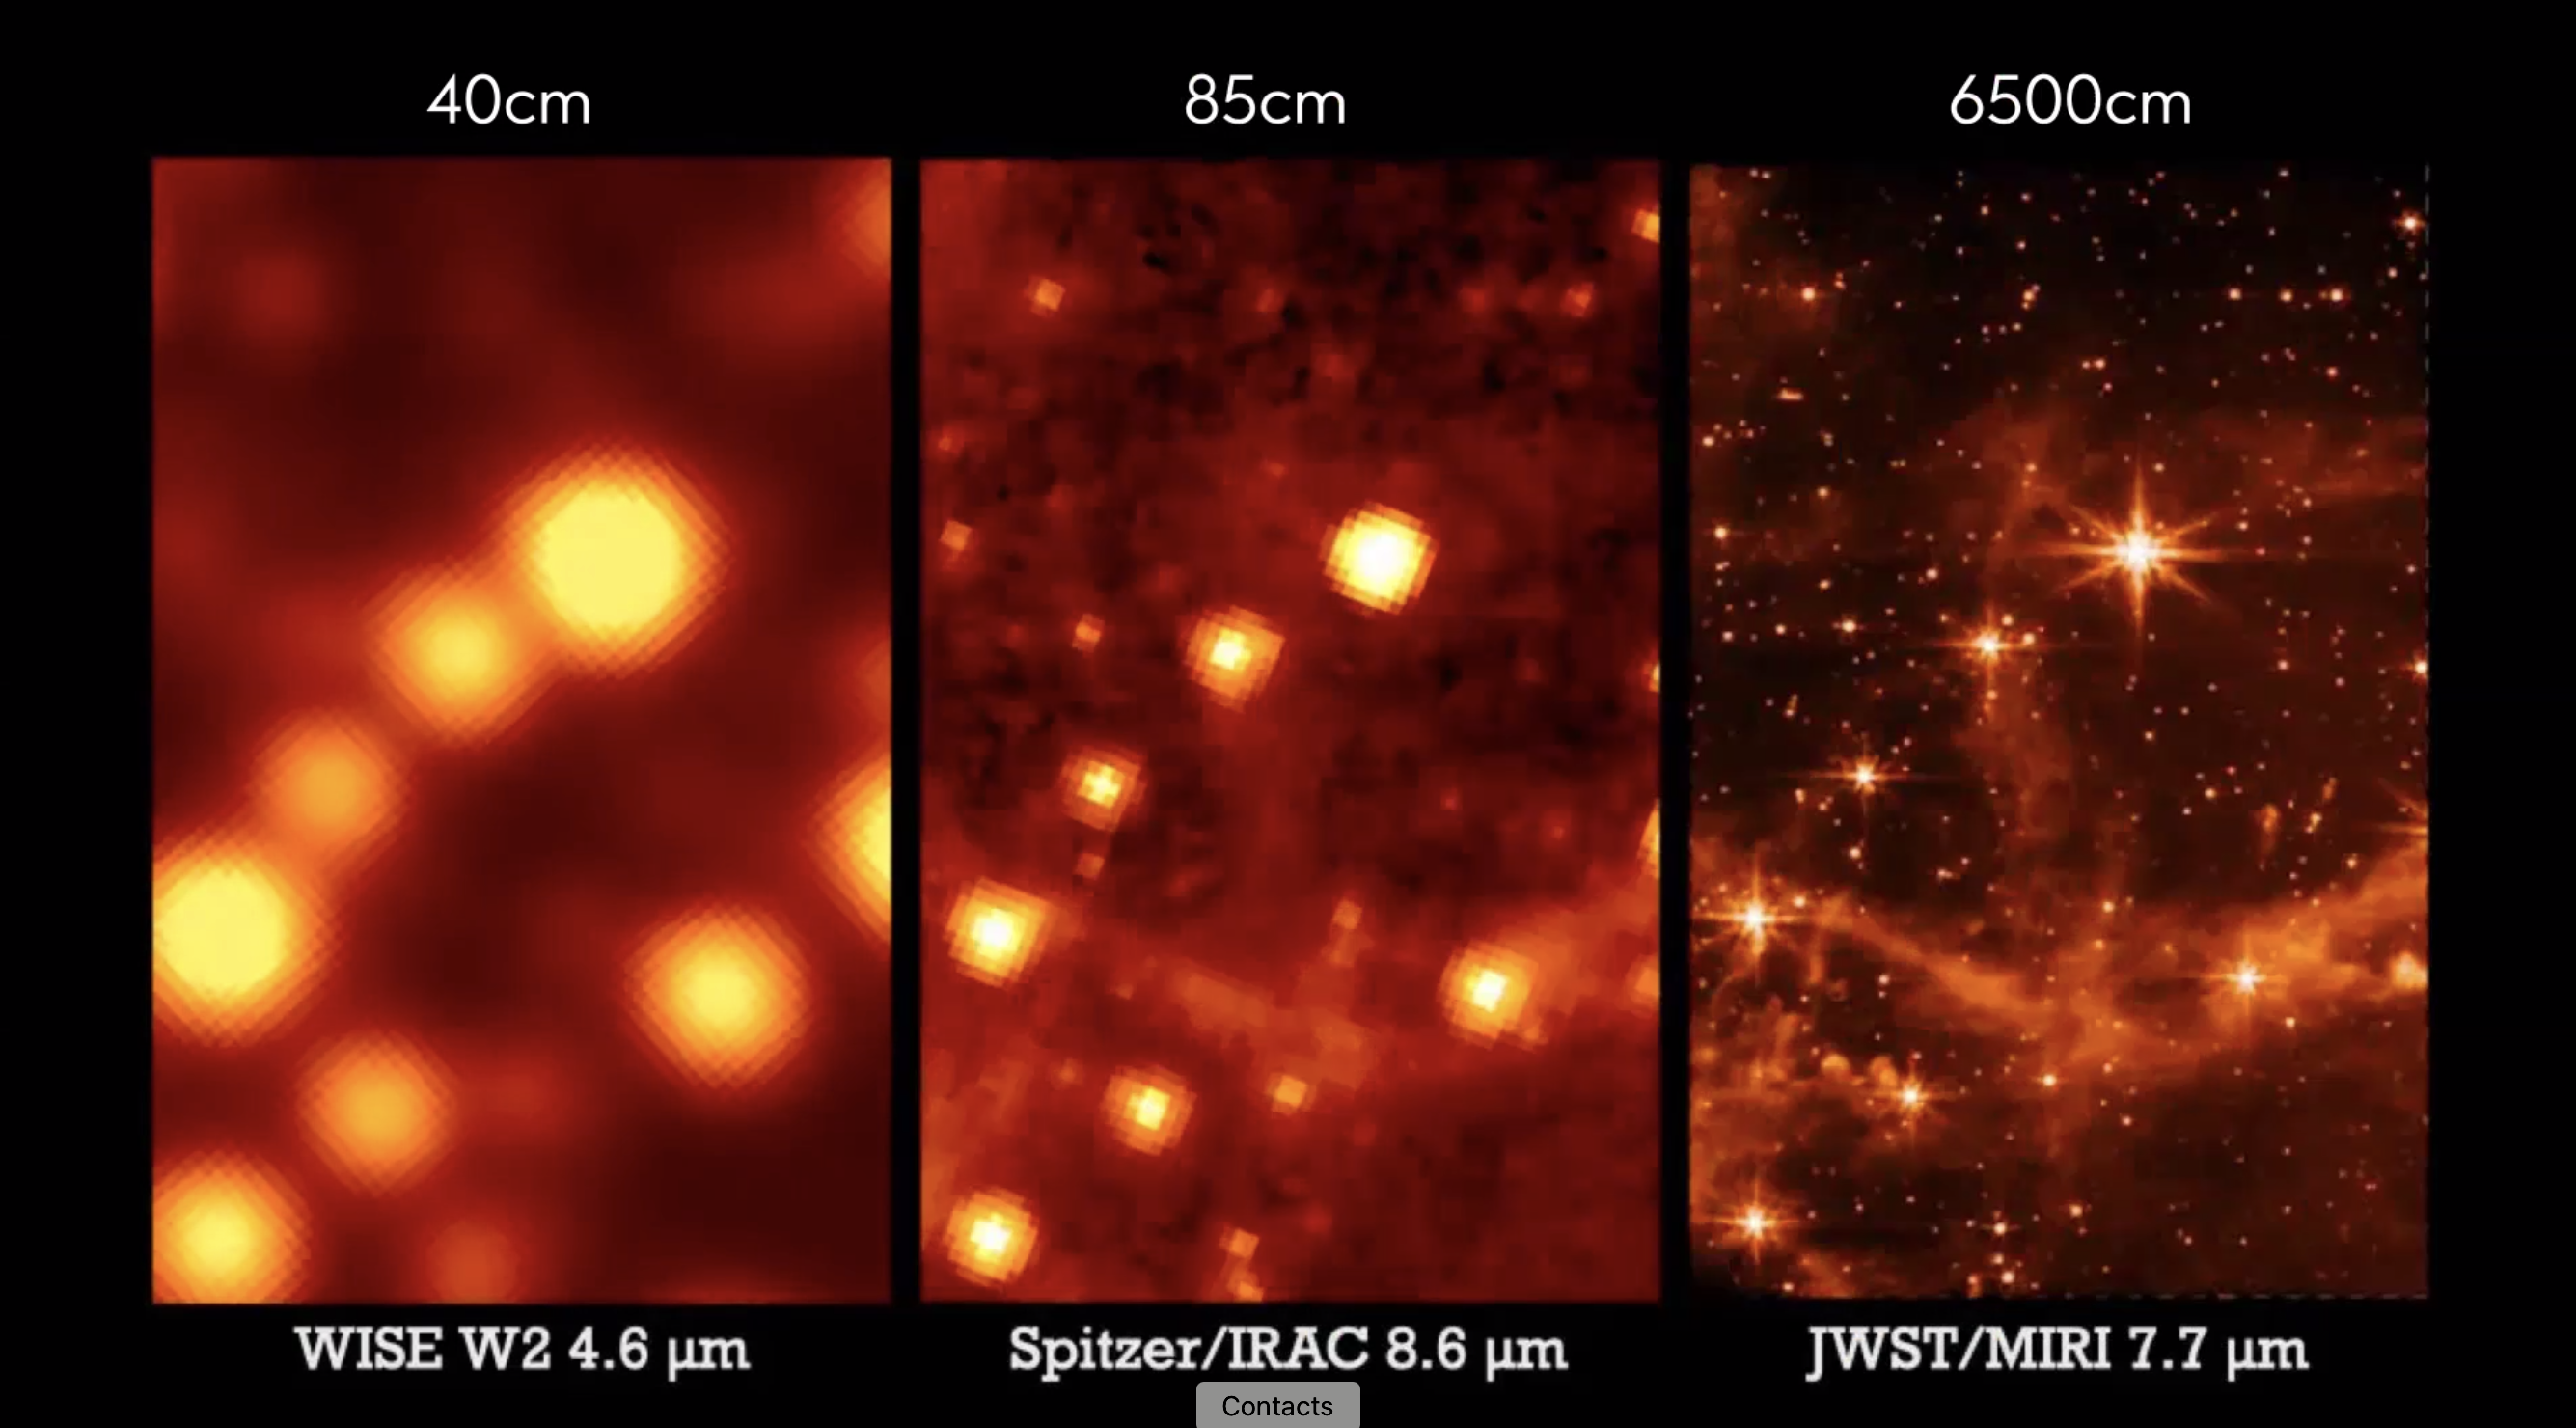 40cm 85cm 6500cm
WISE W2 4.6 μm Spitzer/IRAC 8.6 μm JWST/MIRI 7.7 μm
Contacts